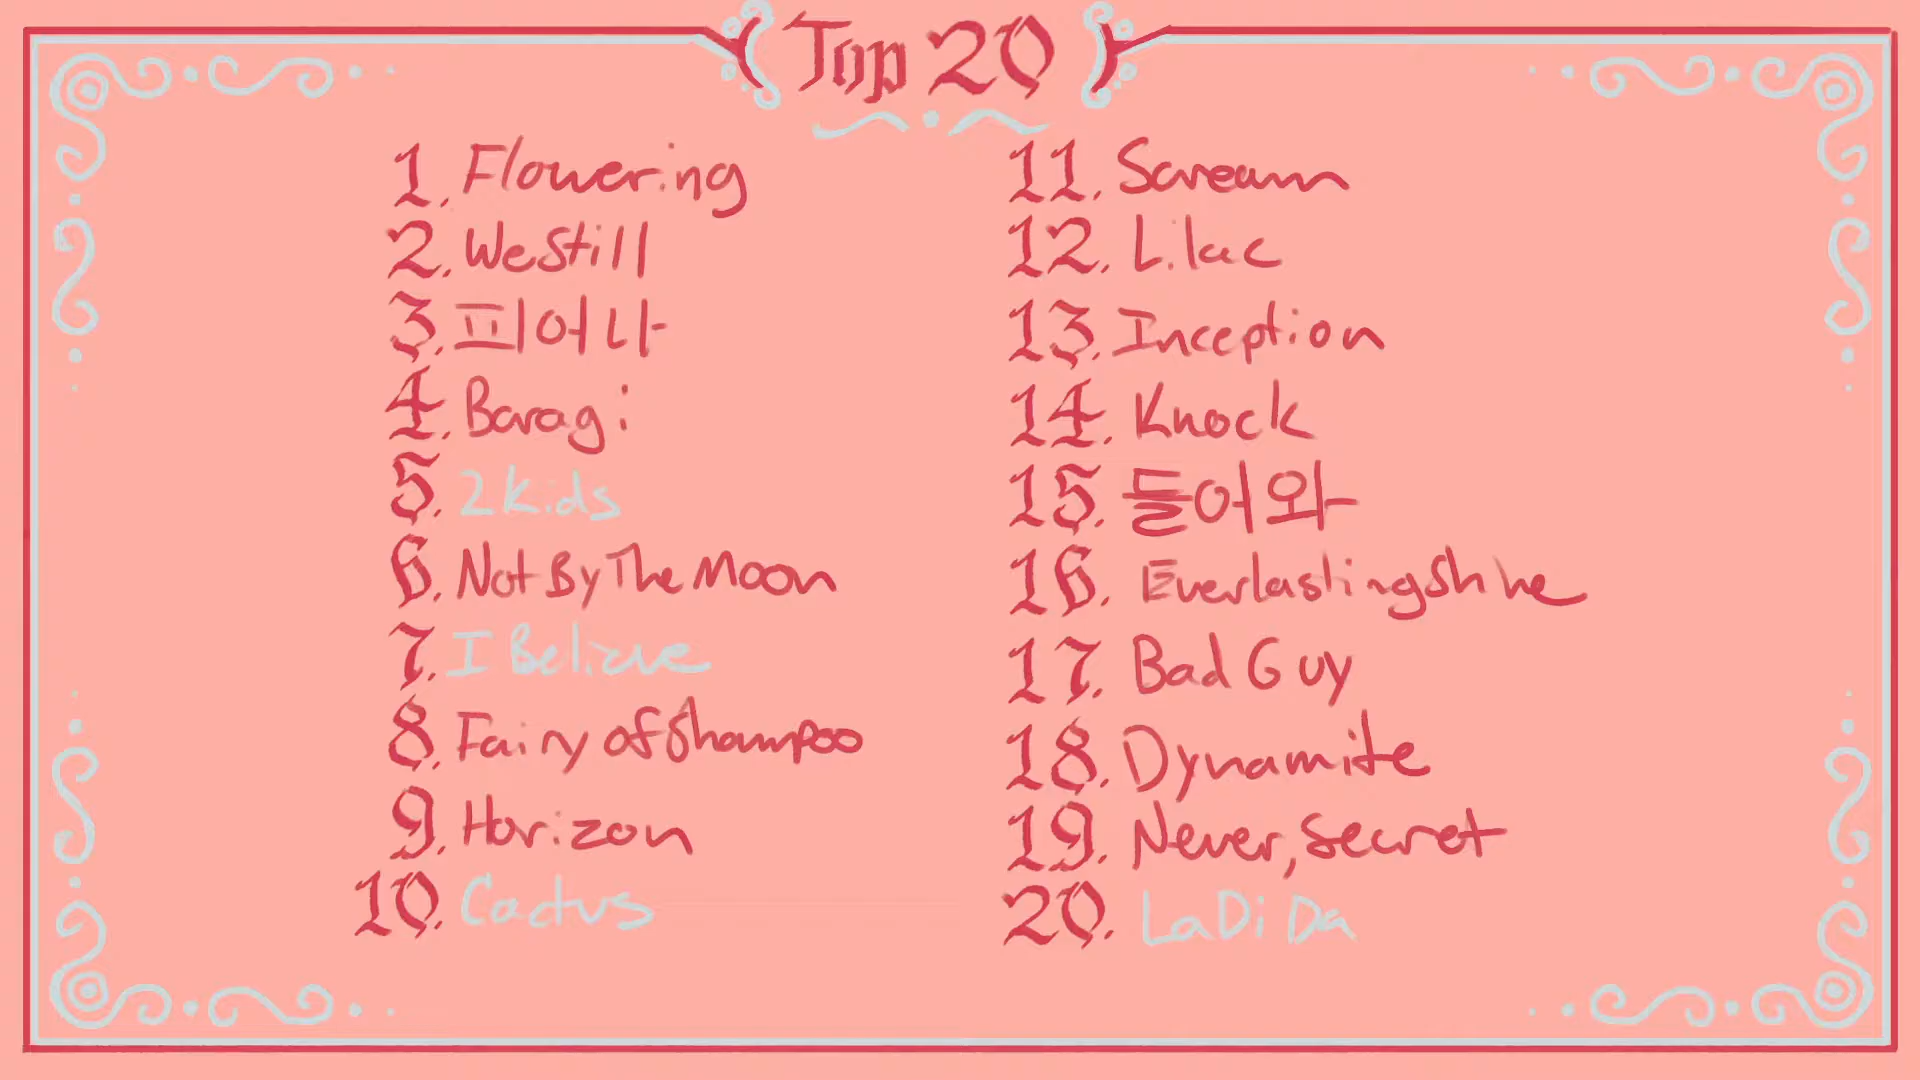 Top 20
1. Flowering
2. We Still
3. 피어나
4. Baragi
5. 2 Kids
6. Not By The Moon
7. I Believe
8. Fairy of Shampoo
9. Horizon
10. Cactus
11. Scream
12. Lilac
13. Inception
14. Knock
15. 들어와
16. Everlasting Shine
17. Bad Guy
18. Dynamite
19. Never, Secret
20. La Di Da